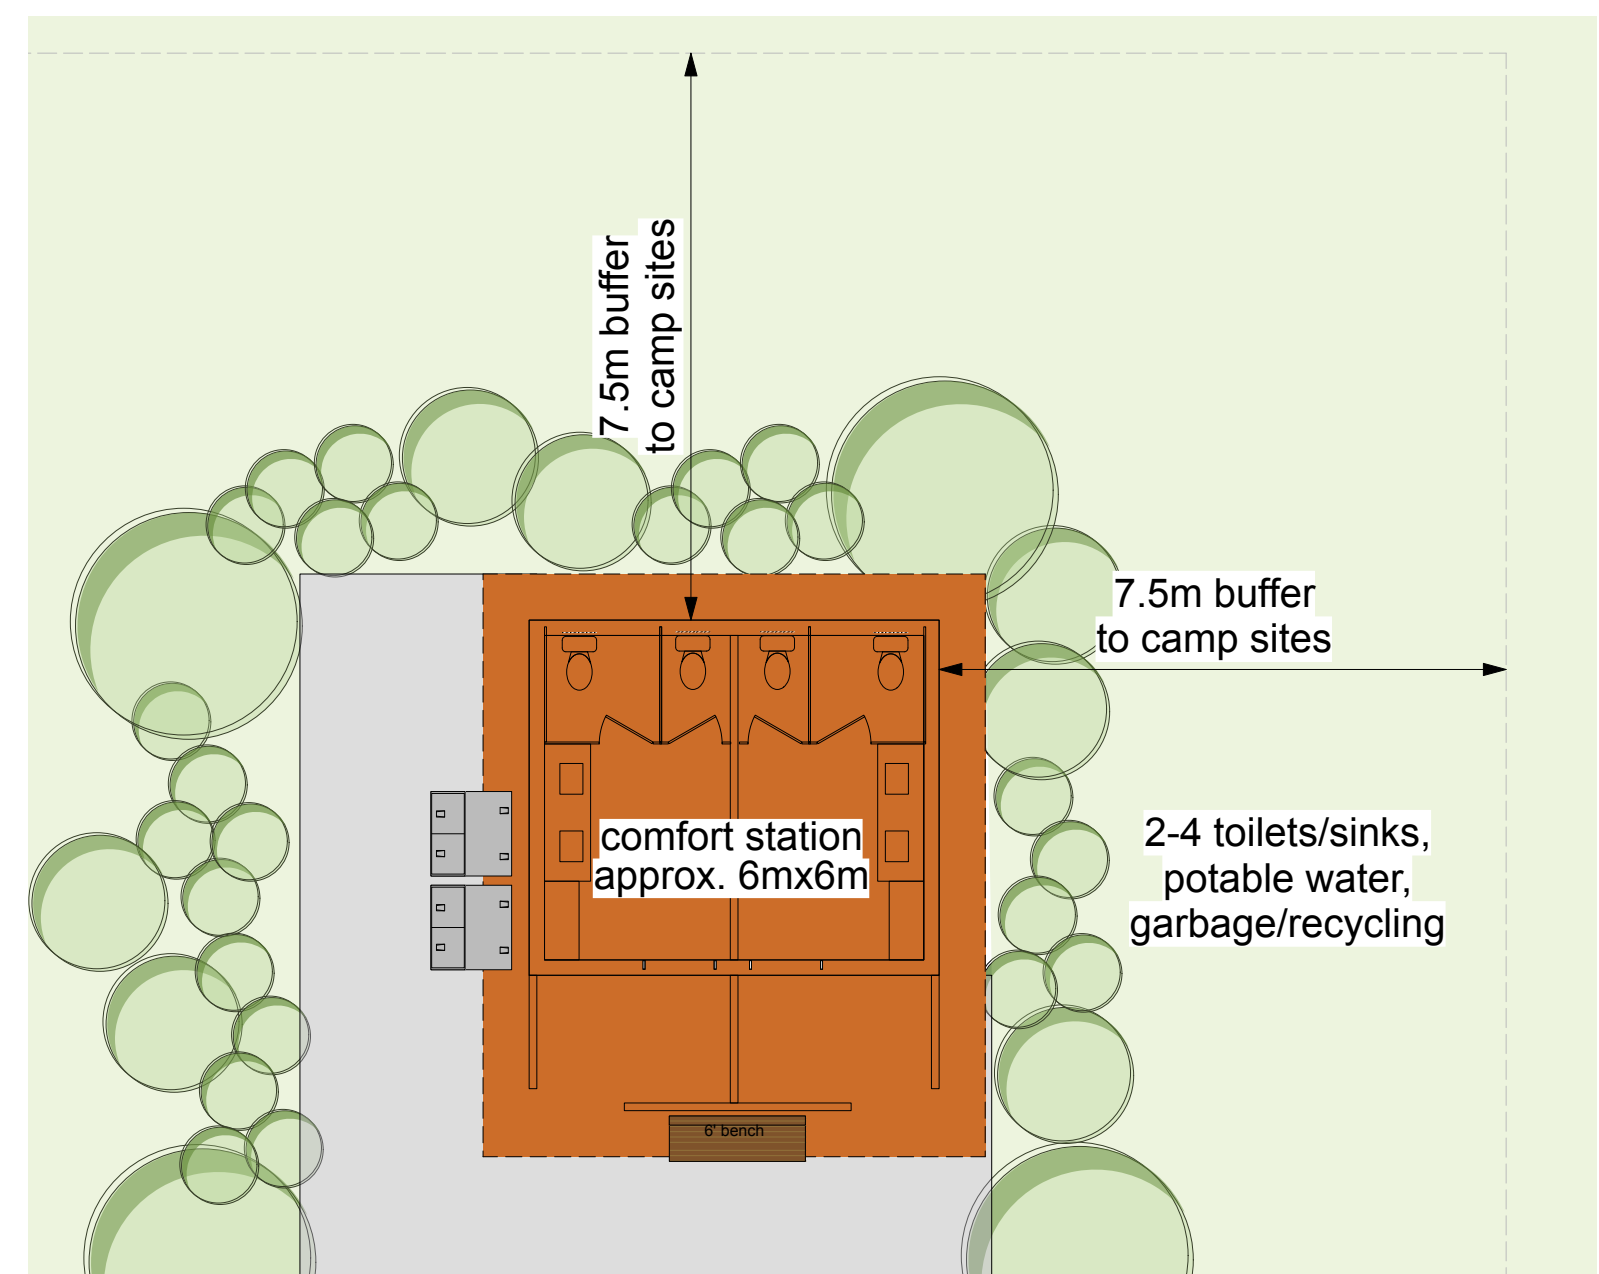 7.5m buffer
to camp sites
7.5m buffer
to camp sites
comfort station
approx. 6mx6m
2-4 toilets/sinks,
potable water,
garbage/recycling
6' bench